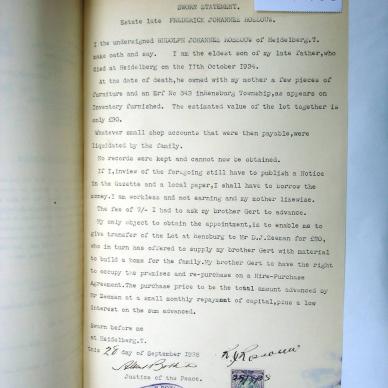 SWORN STATEMENT.
Estate late FREDERICK JOHANNES ROSSOUW.
I the undersigned RUDOLPH JOHANNES ROSSOUW of Heidelberg.T.
make oath and say. I am the eldest son of my late father,who
died at Heidelberg on the October 1934.
At the date of death,he owned with my mother a few pieces of
furniture and an Erf No 343 Township,as appears on
Inventory furnished. The estimated value of the lot together is
only £90.
Whatever small shop accounts that were then payable,were
liquidated by the family.
No records were kept and cannot now be obtained.
If I,inview of the forgoing still have to publish a Notice
in the Gazette and a local paper,I shall have to borrow the
money.I am workless and not earning and my mother likewise.
The fee of I had to ask my brother Gert to advance.
My only object to obtain the appointment,is to enable me to
give transfer of the Lot at to Mr for
who in turn has offered to supply my brother Gert with material
to build a home for the family.My brother Gert to have the right
to occupy the premises and re-purchase on a Hire-Purchase
Agreement.The purchase price to be the total amount advanced by
Mr at a small monthly repayment of capital,plus a low
interest on the sum advanced.
Sworn before me
at Heidelberg.T.
this 28 day of September 1938
Justice of the Peace.